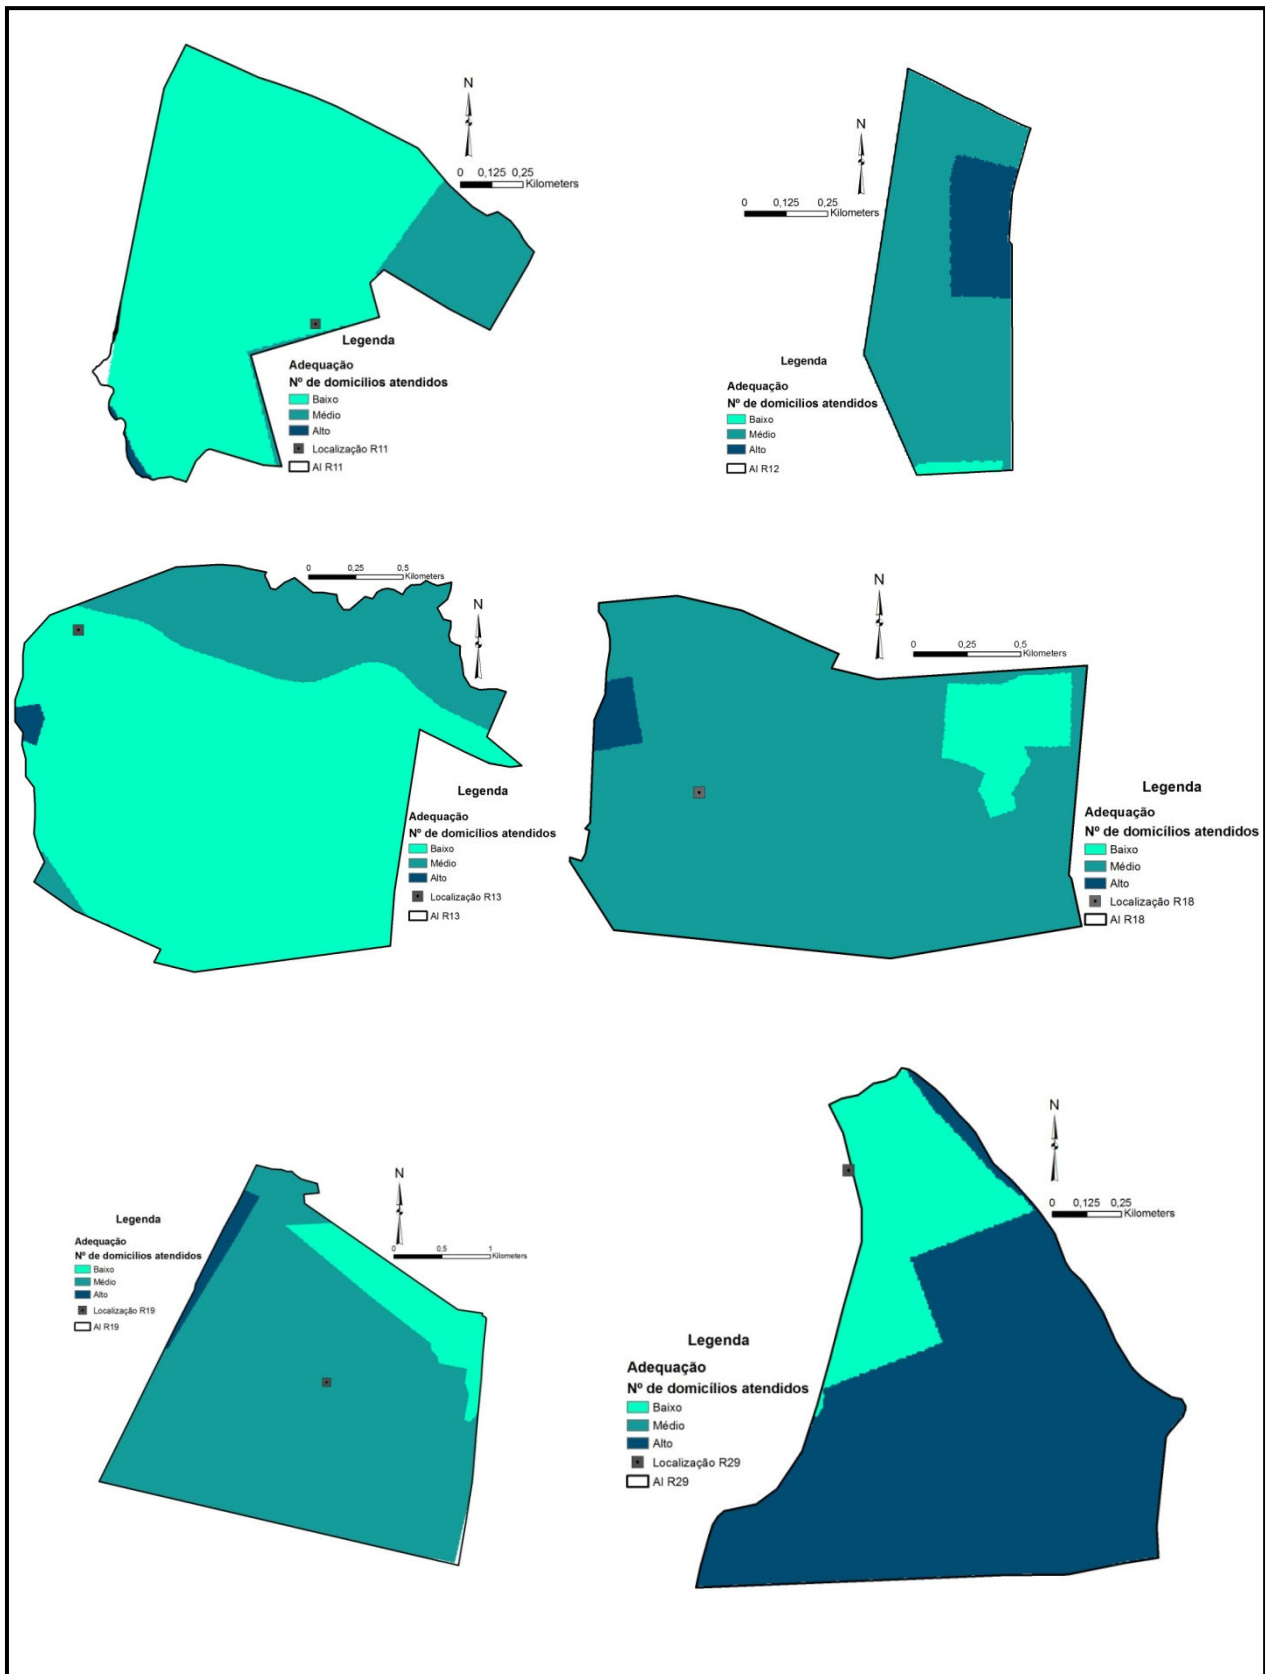 N
0 0,125 0,25
Kilometers
Legenda
Adequação
Nº de domicílios atendidos
Baixo
Médio
Alto
Localização R11
AI R11
N
0 0,125 0,25
Kilometers
Legenda
Adequação
Nº de domicílios atendidos
Baixo
Médio
Alto
AI R12
0 0,25 0,5
Kilometers
N
Legenda
Adequação
Nº de domicílios atendidos
Baixo
Médio
Alto
Localização R13
AI R13
N
0 0,25 0,5
Kilometers
Legenda
Adequação
Nº de domicílios atendidos
Baixo
Médio
Alto
Localização R18
AI R18
N
0 0,5 1
Kilometers
Legenda
Adequação
Nº de domicílios atendidos
Baixo
Médio
Alto
Localização R19
AI R19
N
0 0,125 0,25
Kilometers
Legenda
Adequação
Nº de domicílios atendidos
Baixo
Médio
Alto
Localização R29
AI R29